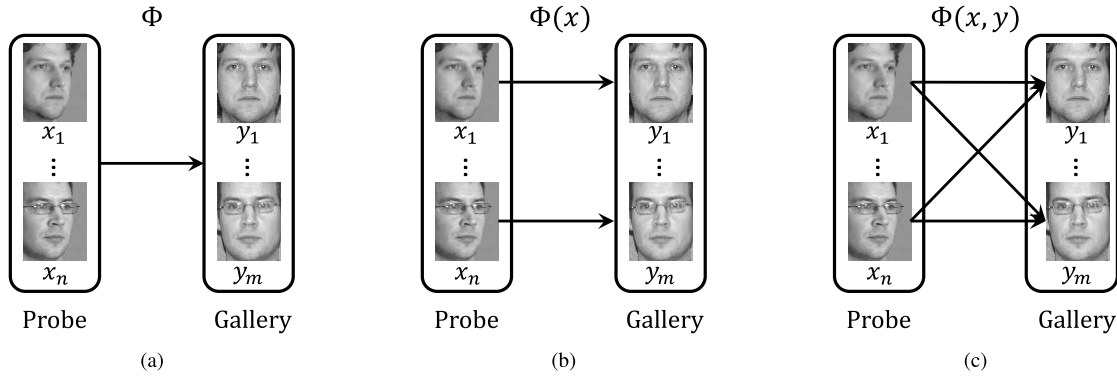 Φ
x₁
⋮
xₙ
Probe
y₁
⋮
yₘ
Gallery
(a)
Φ(x)
x₁
⋮
xₙ
Probe
y₁
⋮
yₘ
Gallery
(b)
Φ(x, y)
x₁
⋮
xₙ
Probe
y₁
⋮
yₘ
Gallery
(c)